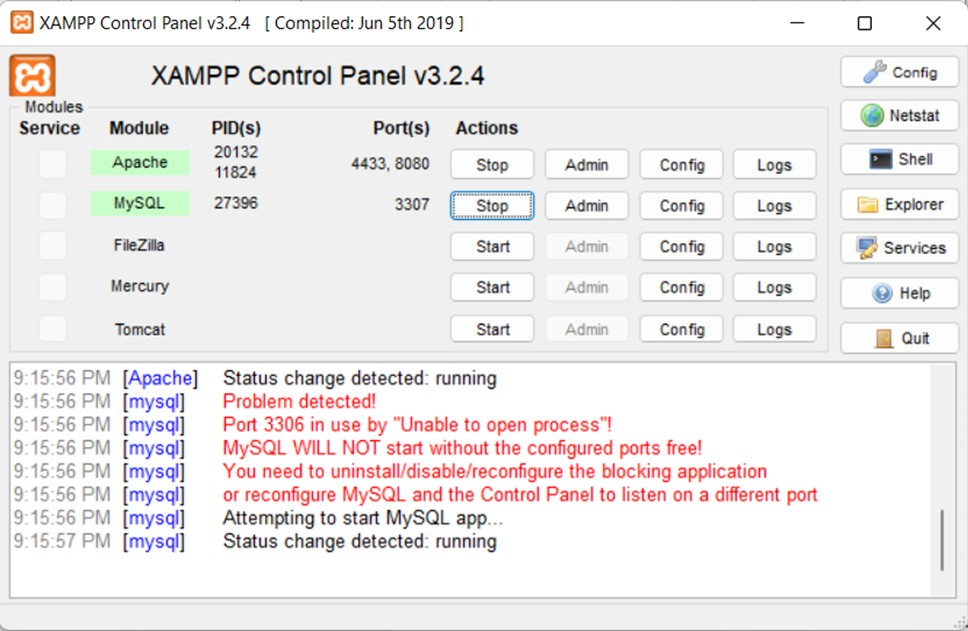 XAMPP Control Panel v3.2.4 [ Compiled: Jun 5th 2019 ]
XAMPP Control Panel v3.2.4
Config
Modules
Service Module PID(s) Port(s) Actions
Netstat
Apache 20132 11824 4433, 8080 Stop Admin Config Logs
Shell
MySQL 27396 3307 Stop Admin Config Logs
Explorer
FileZilla Start Admin Config Logs
Services
Mercury Start Admin Config Logs
Help
Tomcat Start Admin Config Logs
Quit
9:15:56 PM [Apache] Status change detected: running
9:15:56 PM [mysql] Problem detected!
9:15:56 PM [mysql] Port 3306 in use by "Unable to open process"!
9:15:56 PM [mysql] MySQL WILL NOT start without the configured ports free!
9:15:56 PM [mysql] You need to uninstall/disable/reconfigure the blocking application
9:15:56 PM [mysql] or reconfigure MySQL and the Control Panel to listen on a different port
9:15:56 PM [mysql] Attempting to start MySQL app...
9:15:57 PM [mysql] Status change detected: running